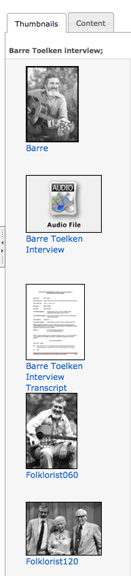 Thumbnails Content
Barre Toelken interview;
Barre
AUDIO
Audio File
Barre Toelken
Interview
Barre Toelken
Interview
Transcript
Folklorist060
Folklorist120